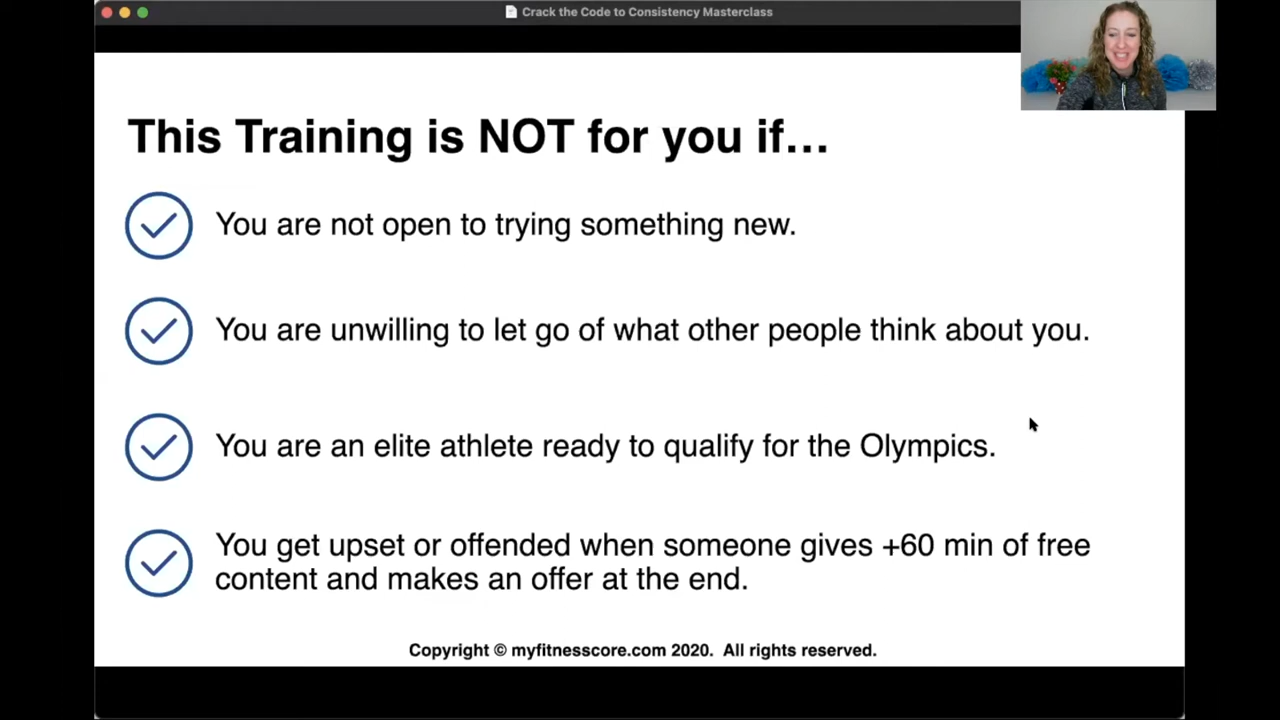 Crack the Code to Consistency Masterclass
This Training is NOT for you if...
You are not open to trying something new.
You are unwilling to let go of what other people think about you.
You are an elite athlete ready to qualify for the Olympics.
You get upset or offended when someone gives +60 min of free
content and makes an offer at the end.
Copyright © myfitnesscore.com 2020.  All rights reserved.